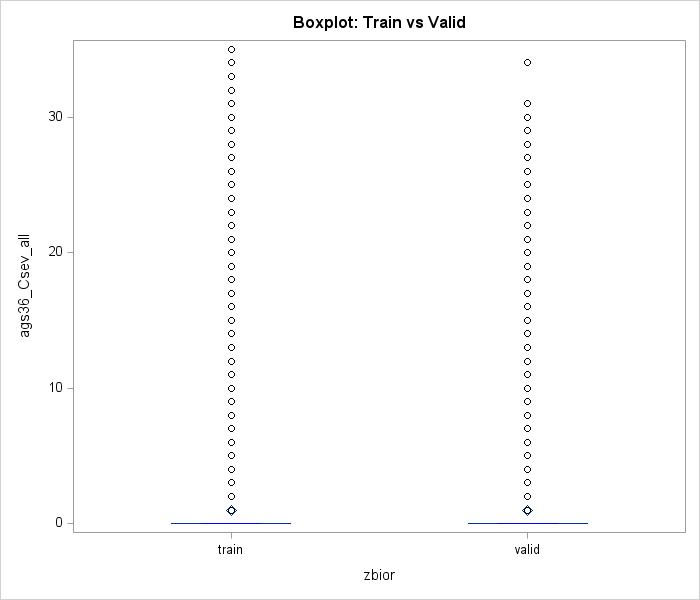 Boxplot: Train vs Valid
30
20
10
0
ags36_Csev_all
train
valid
zbior